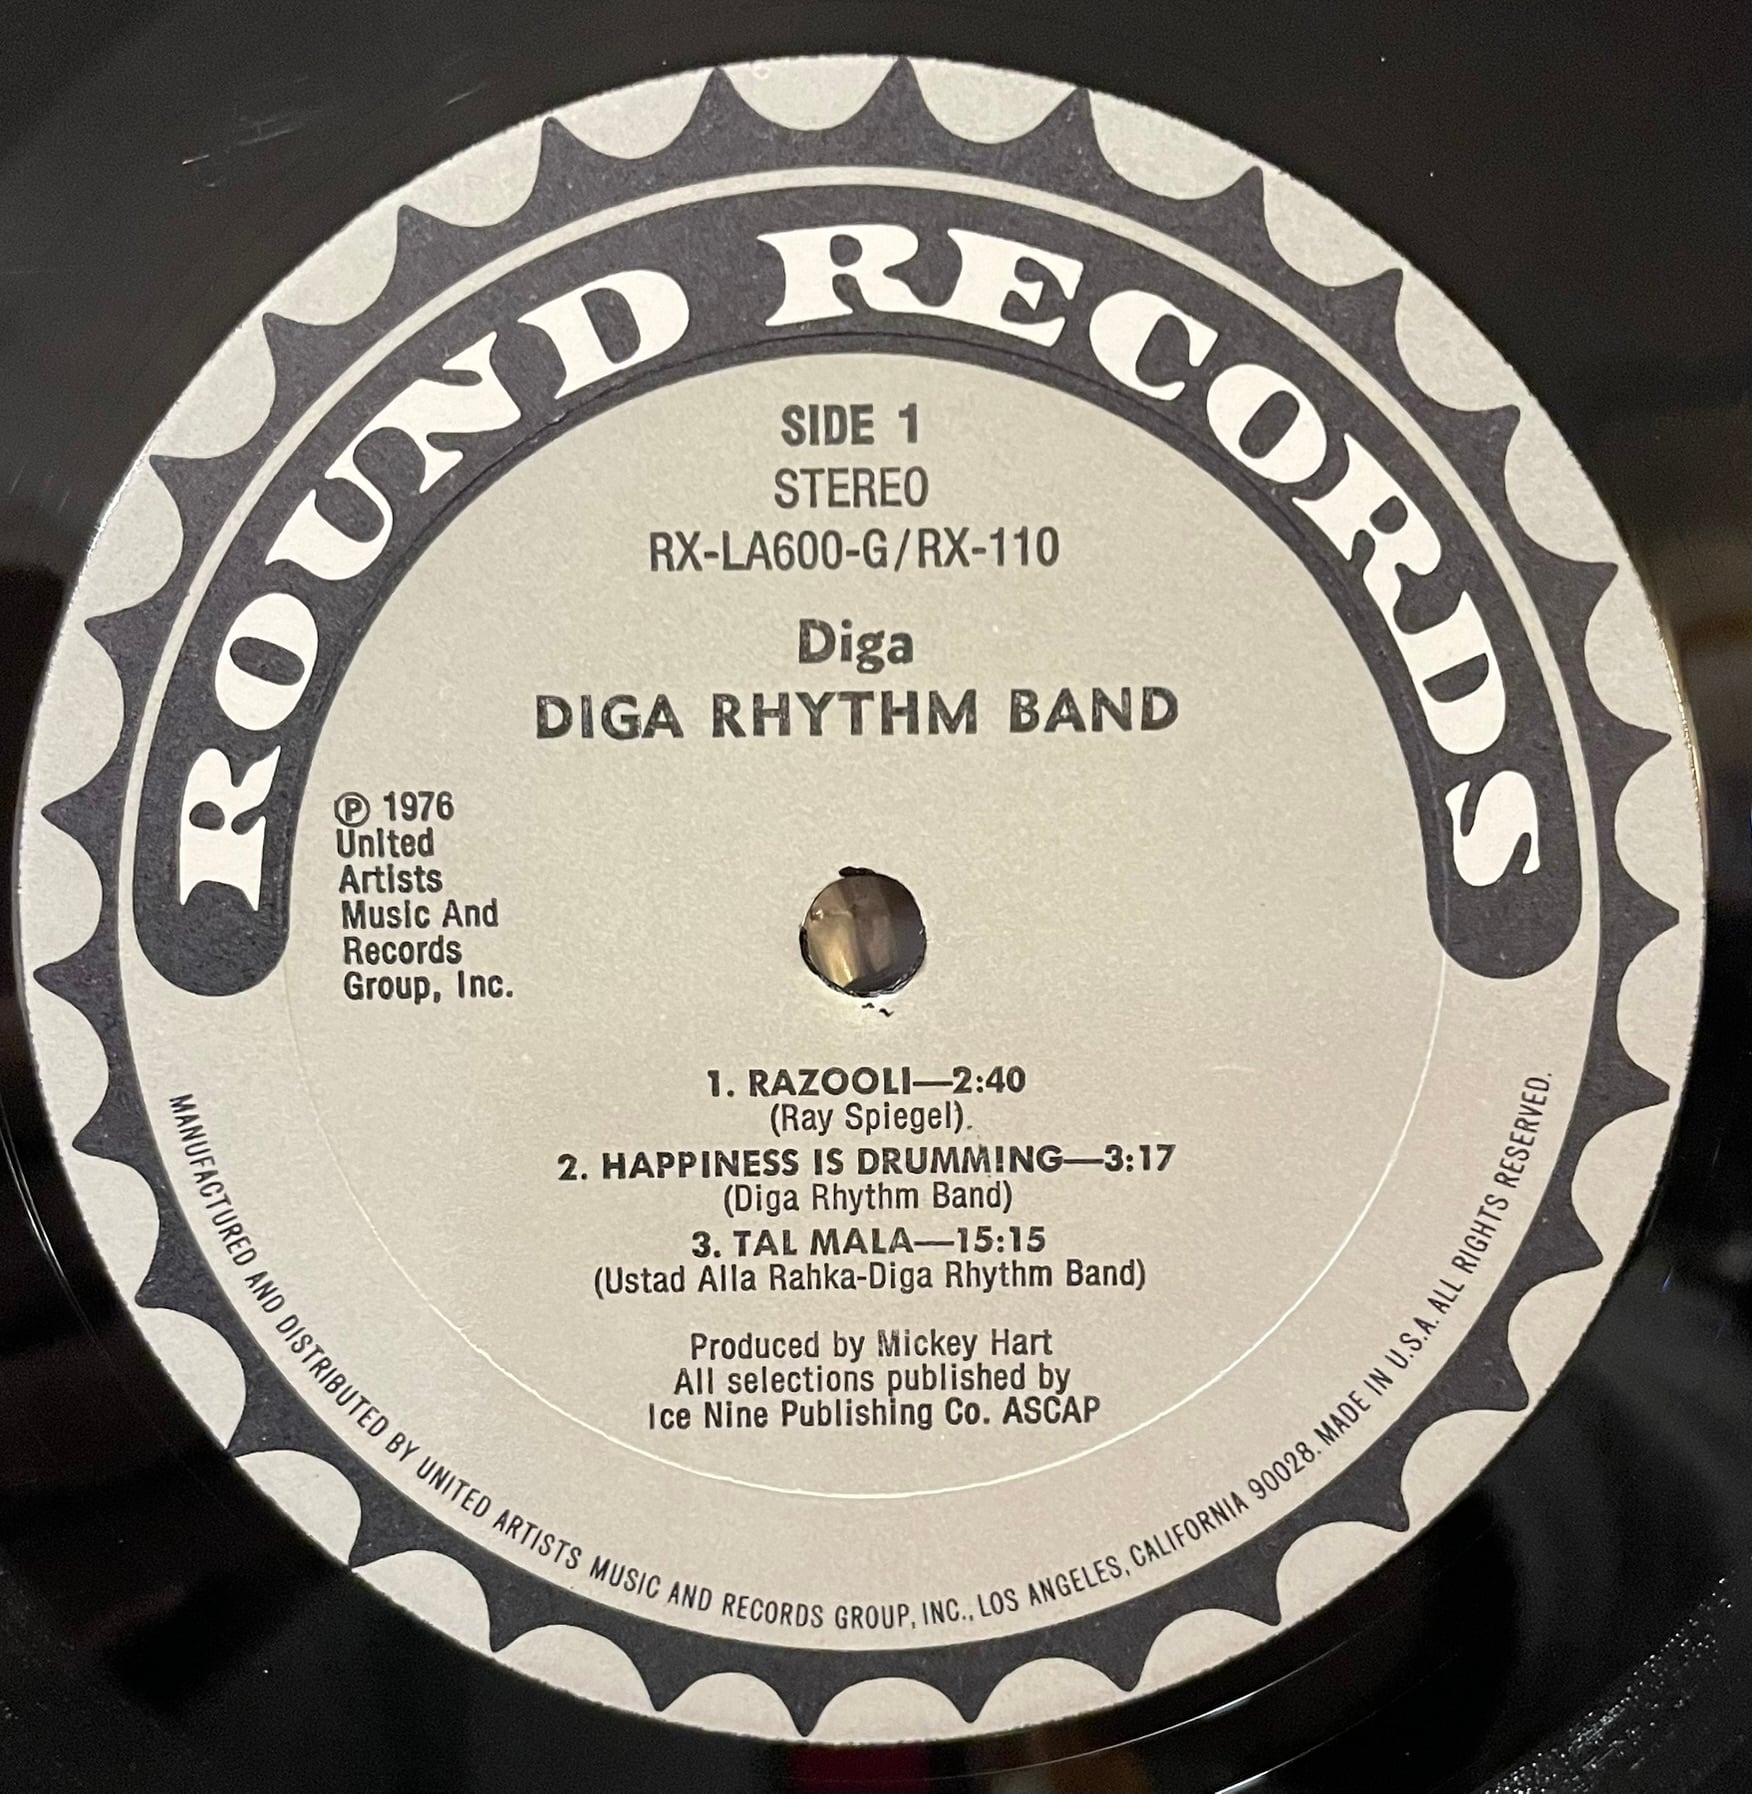 ROUND RECORDS
SIDE 1
STEREO
RX-LA600-G/RX-110
Diga
DIGA RHYTHM BAND
Ⓟ 1976
United
Artists
Music And
Records
Group, Inc.
1. RAZOOLI—2:40
(Ray Spiegel).
2. HAPPINESS IS DRUMMING—3:17
(Diga Rhythm Band)
3. TAL MALA—15:15
(Ustad Alla Rahka-Diga Rhythm Band)
Produced by Mickey Hart
All selections published by
Ice Nine Publishing Co. ASCAP
MANUFACTURED AND DISTRIBUTED BY UNITED ARTISTS MUSIC AND RECORDS GROUP, INC., LOS ANGELES, CALIFORNIA 90028. MADE IN U.S.A. ALL RIGHTS RESERVED.